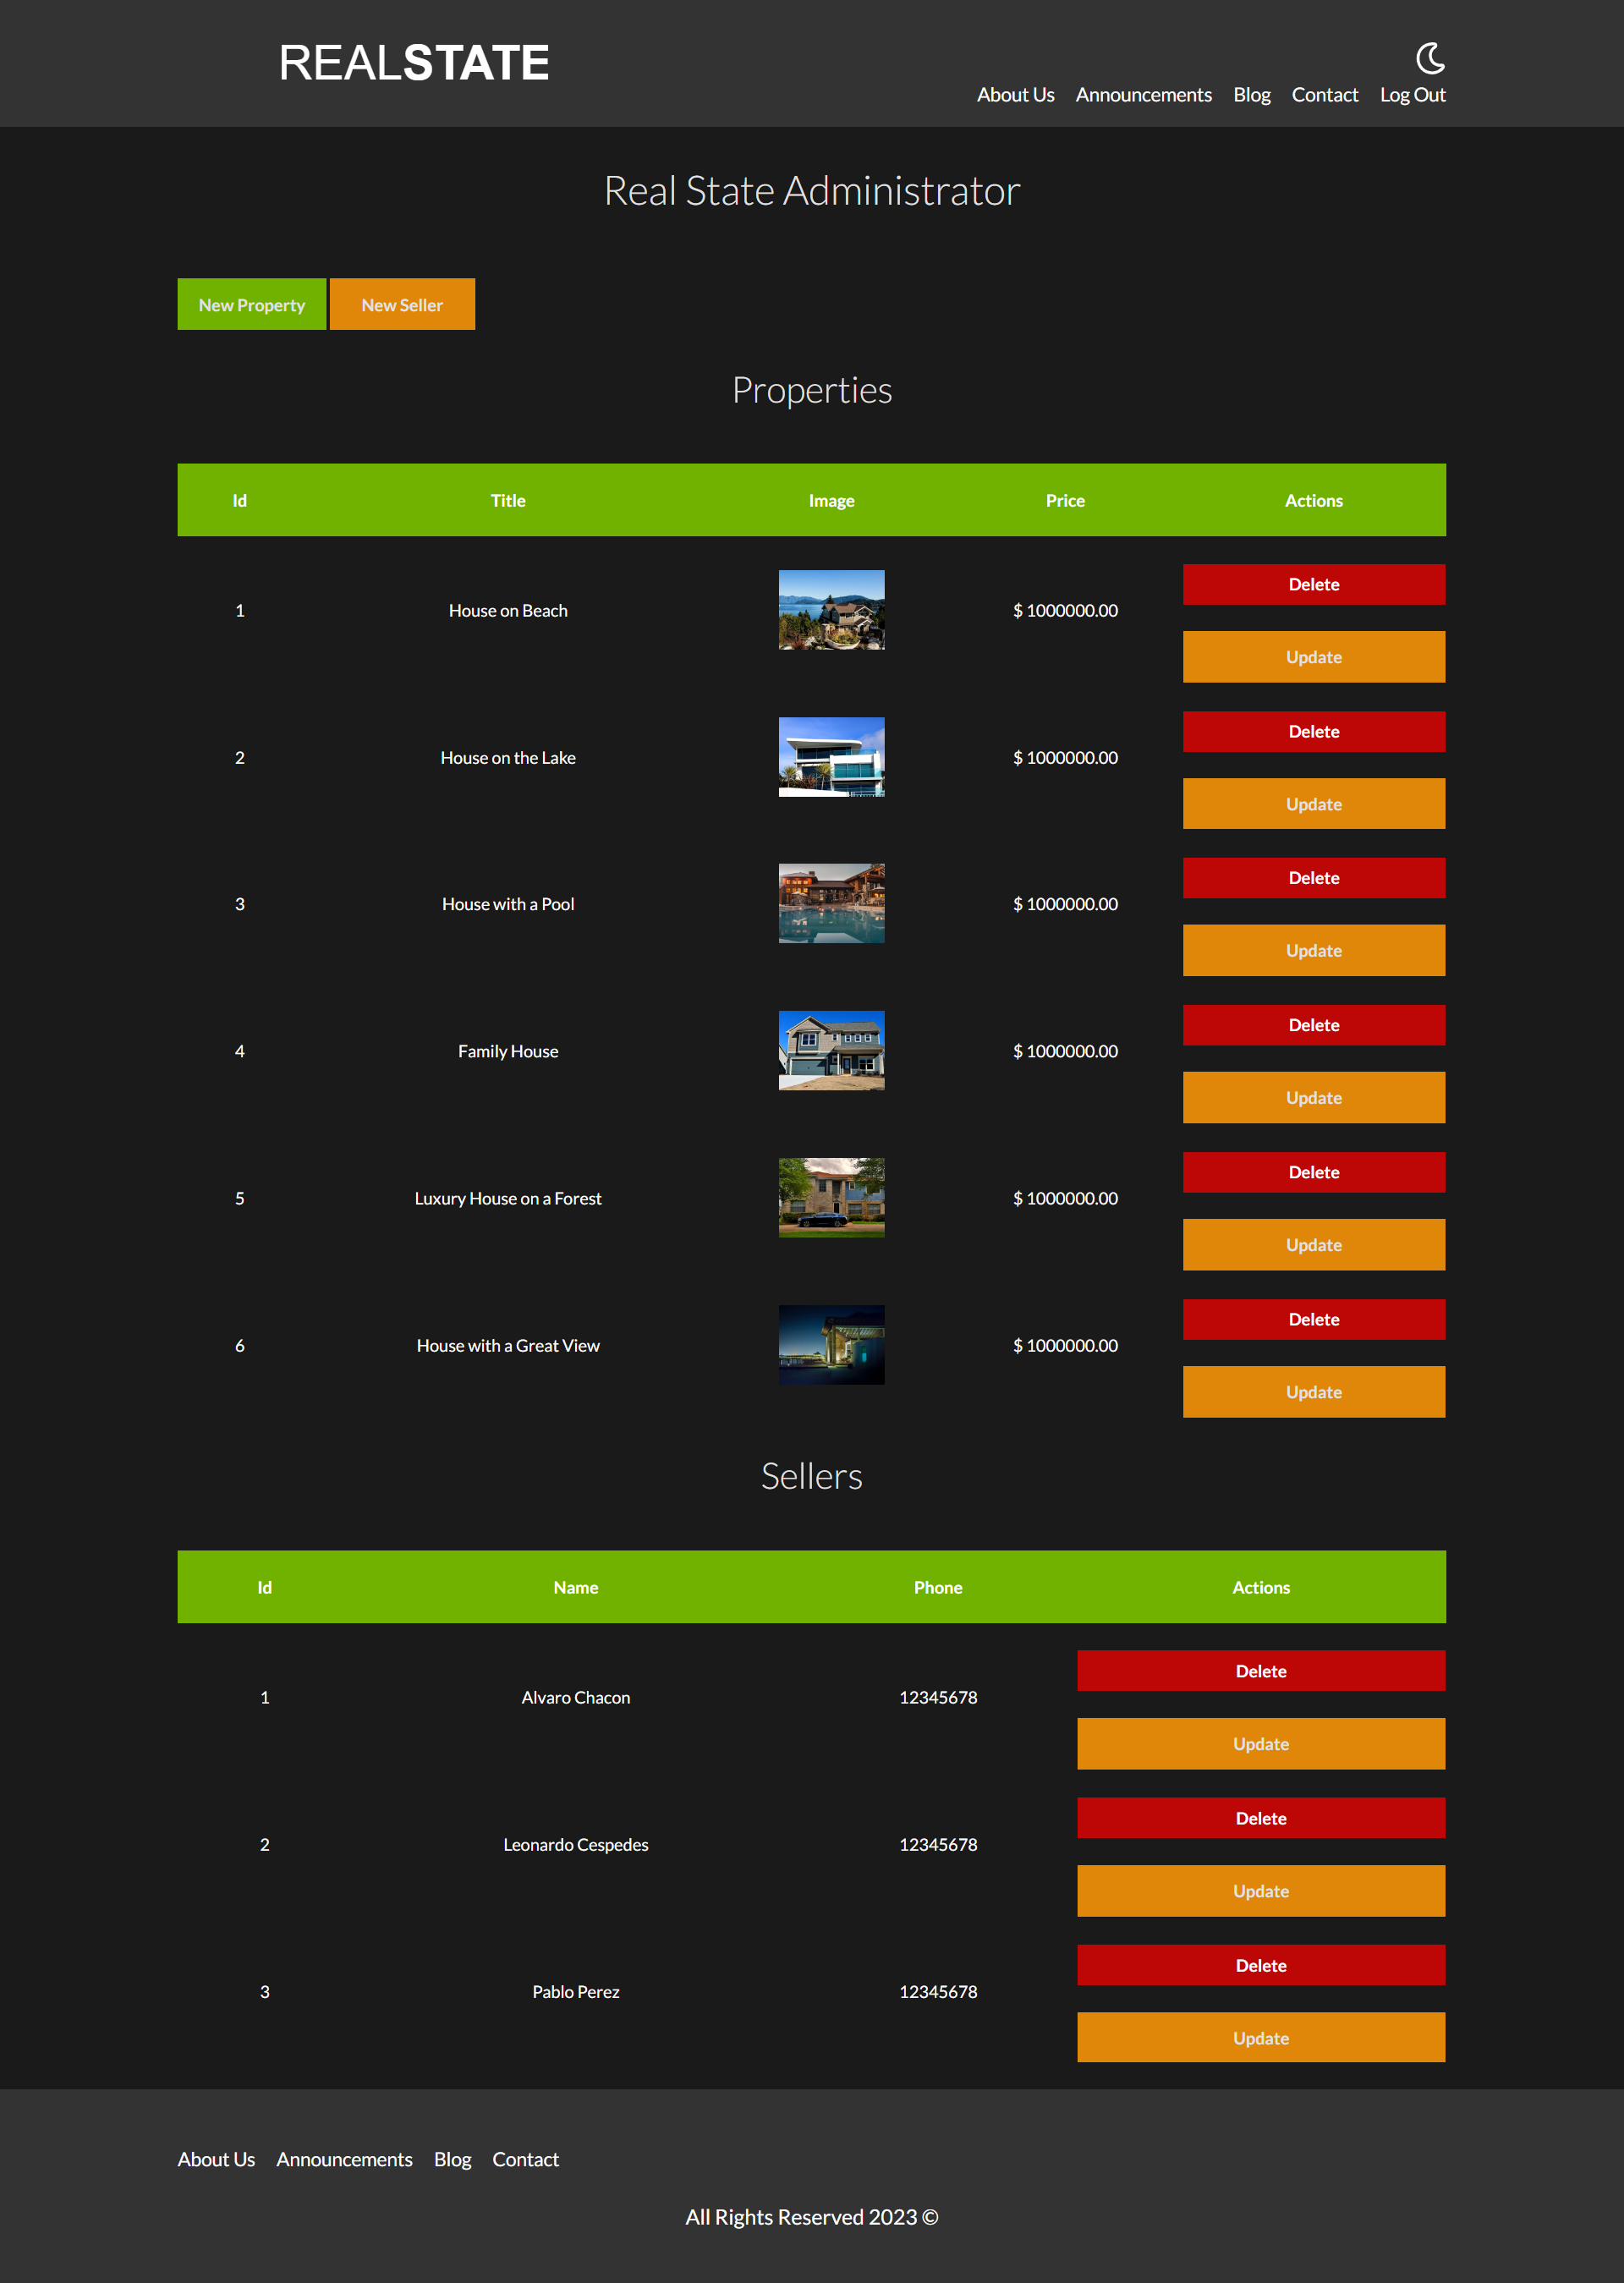 REALSTATE
About Us Announcements Blog Contact Log Out
Real State Administrator
New Property New Seller
Properties
Id Title Image Price Actions
1 House on Beach $ 1000000.00 Delete
Update
2 House on the Lake $ 1000000.00 Delete
Update
3 House with a Pool $ 1000000.00 Delete
Update
4 Family House $ 1000000.00 Delete
Update
5 Luxury House on a Forest $ 1000000.00 Delete
Update
6 House with a Great View $ 1000000.00 Delete
Update
Sellers
Id Name Phone Actions
1 Alvaro Chacon 12345678 Delete
Update
2 Leonardo Cespedes 12345678 Delete
Update
3 Pablo Perez 12345678 Delete
Update
About Us Announcements Blog Contact
All Rights Reserved 2023 ©